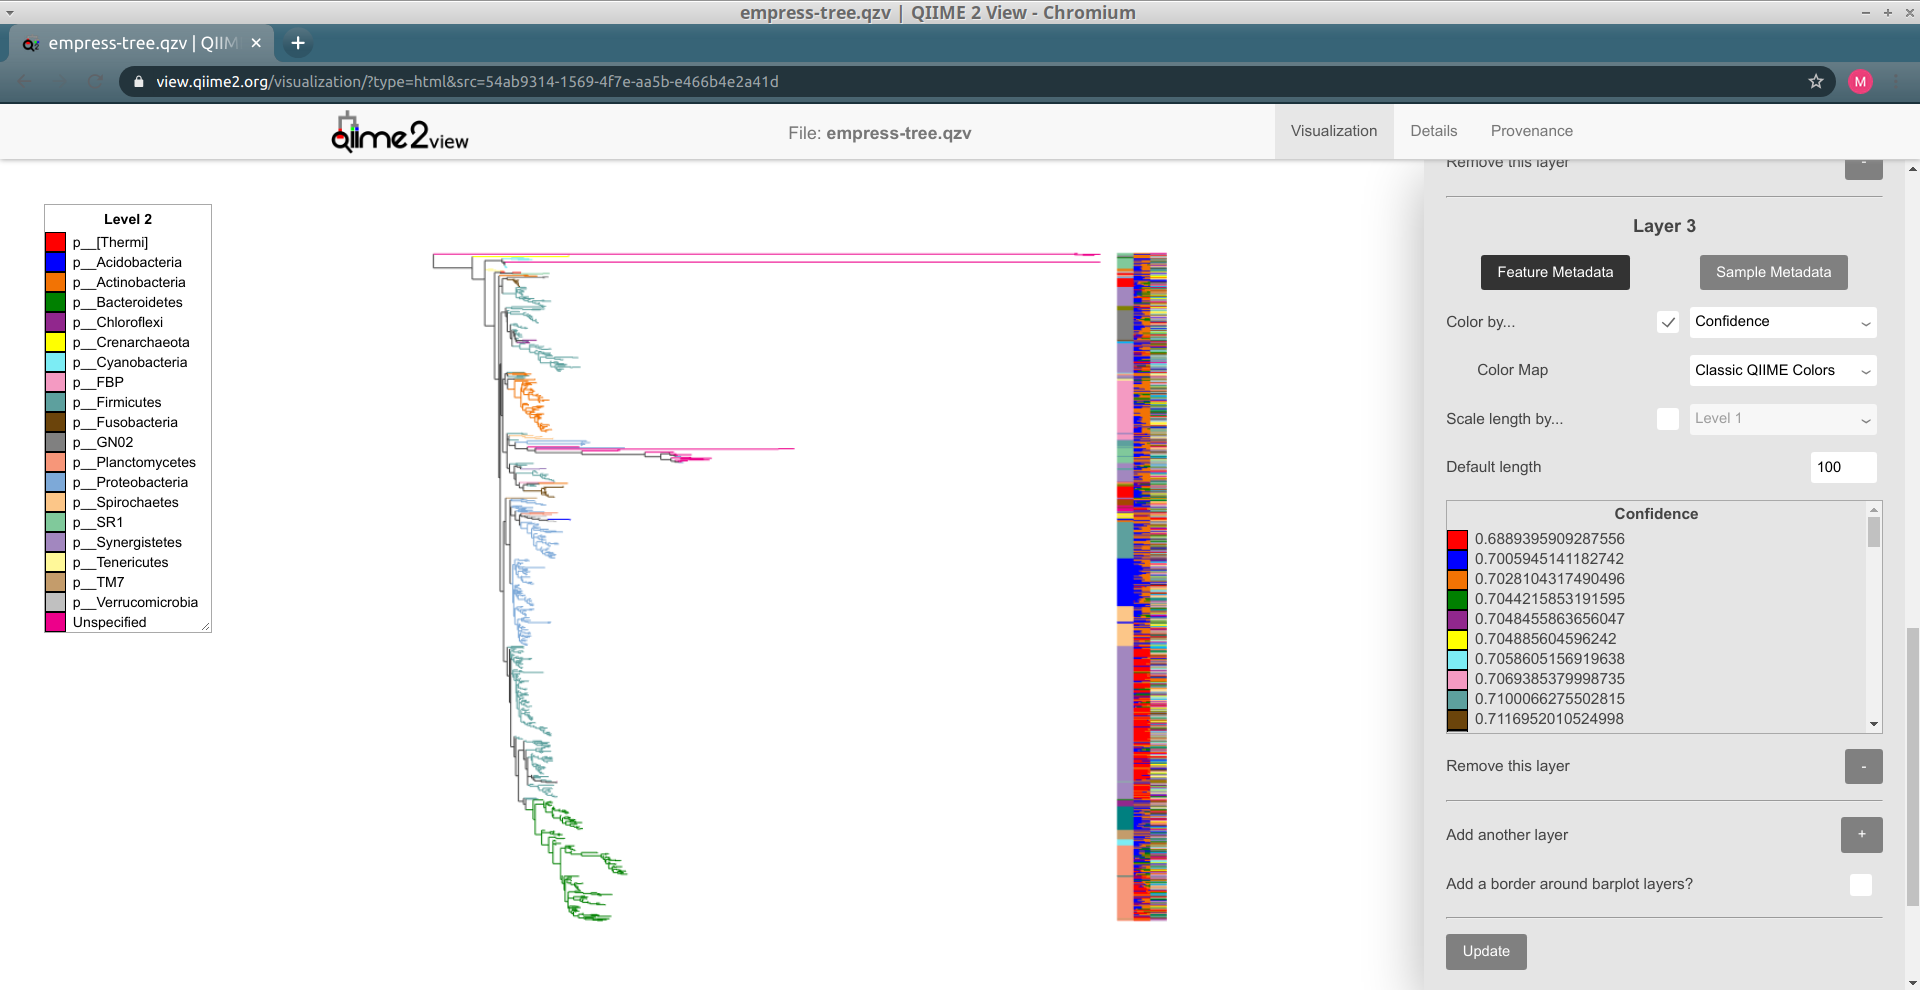 empress-tree.qzv | QIIME 2 View - Chromium
empress-tree.qzv | QIIM
view.qiime2.org/visualization/?type=html&src=54ab9314-1569-4f7e-aa5b-e466b4e2a41d
M
qiime2view
File: empress-tree.qzv
Visualization
Details
Provenance
Level 2
p__[Thermi]
p__Acidobacteria
p__Actinobacteria
p__Bacteroidetes
p__Chloroflexi
p__Crenarchaeota
p__Cyanobacteria
p__FBP
p__Firmicutes
p__Fusobacteria
p__GN02
p__Planctomycetes
p__Proteobacteria
p__Spirochaetes
p__SR1
p__Synergistetes
p__Tenericutes
p__TM7
p__Verrucomicrobia
Unspecified
Remove this layer
-
Layer 3
Feature Metadata
Sample Metadata
Color by...
Confidence
Color Map
Classic QIIME Colors
Scale length by...
Level 1
Default length
100
Confidence
0.6889395909287556
0.7005945141182742
0.7028104317490496
0.7044215853191595
0.7048455863656047
0.704885604596242
0.7058605156919638
0.7069385379998735
0.7100066275502815
0.7116952010524998
Remove this layer
-
Add another layer
+
Add a border around barplot layers?
Update